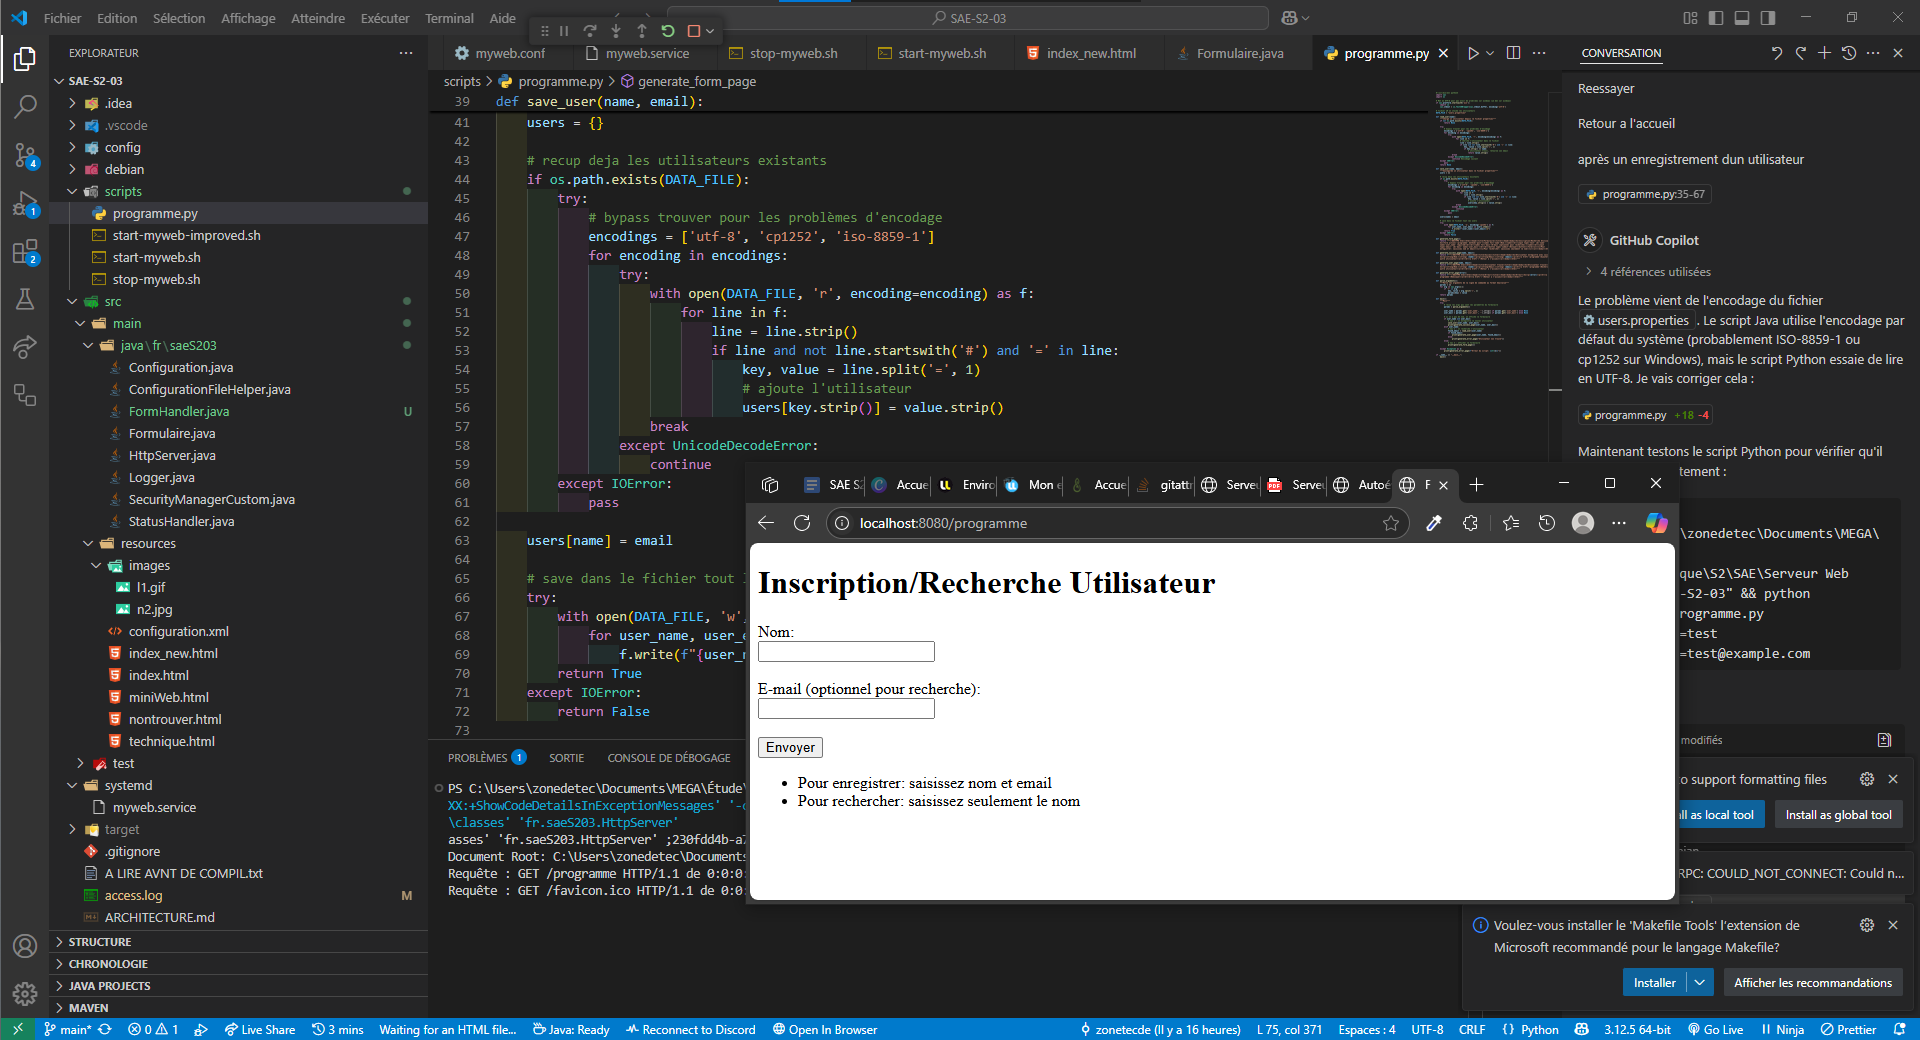 Fichier Edition Sélection Affichage Atteindre Exécuter Terminal Aide
SAE-S2-03
EXPLORATEUR
SAE-S2-03
.idea
.vscode
config
debian
scripts
programme.py
start-myweb-improved.sh
start-myweb.sh
stop-myweb.sh
src
main
java\fr\saeS203
Configuration.java
ConfigurationFileHelper.java
FormHandler.java U
Formulaire.java
HttpServer.java
Logger.java
SecurityManagerCustom.java
StatusHandler.java
resources
images
l1.gif
n2.jpg
configuration.xml
index_new.html
index.html
miniWeb.html
nontrouver.html
technique.html
test
systemd
myweb.service
target
.gitignore
A LIRE AVNT DE COMPIL.txt
access.log M
ARCHITECTURE.md
STRUCTURE
CHRONOLOGIE
JAVA PROJECTS
MAVEN
4
1
2
myweb.conf myweb.service stop-myweb.sh start-myweb.sh index_new.html Formulaire.java programme.py
scripts > programme.py > generate_form_page
39 def save_user(name, email):
41 users = {}
42
43 # recup deja les utilisateurs existants
44 if os.path.exists(DATA_FILE):
45 try:
46 # bypass trouver pour les problèmes d'encodage
47 encodings = ['utf-8', 'cp1252', 'iso-8859-1']
48 for encoding in encodings:
49 try:
50 with open(DATA_FILE, 'r', encoding=encoding) as f:
51 for line in f:
52 line = line.strip()
53 if line and not line.startswith('#') and '=' in line:
54 key, value = line.split('=', 1)
55 # ajoute l'utilisateur
56 users[key.strip()] = value.strip()
57 break
58 except UnicodeDecodeError:
59 continue
60 except IOError:
61 pass
62
63 users[name] = email
64
65 # save dans le fichier tout l
66 try:
67 with open(DATA_FILE, 'w',
68 for user_name, user_e
69 f.write(f"{user_n
70 return True
71 except IOError:
72 return False
73
PROBLÈMES 1 SORTIE CONSOLE DE DÉBOGAGE
PS C:\Users\zonedetec\Documents\MEGA\Étude
XX:+ShowCodeDetailsInExceptionMessages' '-c
\classes' 'fr.saeS203.HttpServer'
asses' 'fr.saeS203.HttpServer' ;230fdd4b-a7
Document Root: C:\Users\zonedetec\Documents
Requête : GET /programme HTTP/1.1 de 0:0:0:
Requête : GET /favicon.ico HTTP/1.1 de 0:0:
SAE S2 Accue Enviro Mon e Accue gitattr Serve Serve Autoé F
localhost:8080/programme
Inscription/Recherche Utilisateur
Nom:
E-mail (optionnel pour recherche):
Envoyer
Pour enregistrer: saisissez nom et email
Pour rechercher: saisissez seulement le nom
CONVERSATION
Reessayer
Retour a l'accueil
après un enregistrement dun utilisateur
programme.py:35-67
GitHub Copilot
4 références utilisées
Le problème vient de l'encodage du fichier
users.properties . Le script Java utilise l'encodage par
défaut du système (probablement ISO-8859-1 ou
cp1252 sur Windows), mais le script Python essaie de lire
en UTF-8. Je vais corriger cela :
programme.py +18 -4
Maintenant testons le script Python pour vérifier qu'il
tement :
\zonedetec\Documents\MEGA\
que\S2\SAE\Serveur Web
-S2-03" && python
rogramme.py
=test
=test@example.com
modifiés
to support formatting files
ll as local tool Install as global tool
RPC: COULD_NOT_CONNECT: Could n...
Voulez-vous installer le 'Makefile Tools' l'extension de
Microsoft recommandé pour le langage Makefile?
Installer Afficher les recommandations
main* 0 1 Live Share 3 mins Waiting for an HTML file... Java: Ready Reconnect to Discord Open In Browser zonetecde (Il y a 16 heures) L 75, col 371 Espaces : 4 UTF-8 CRLF Python 3.12.5 64-bit Go Live Ninja Prettier